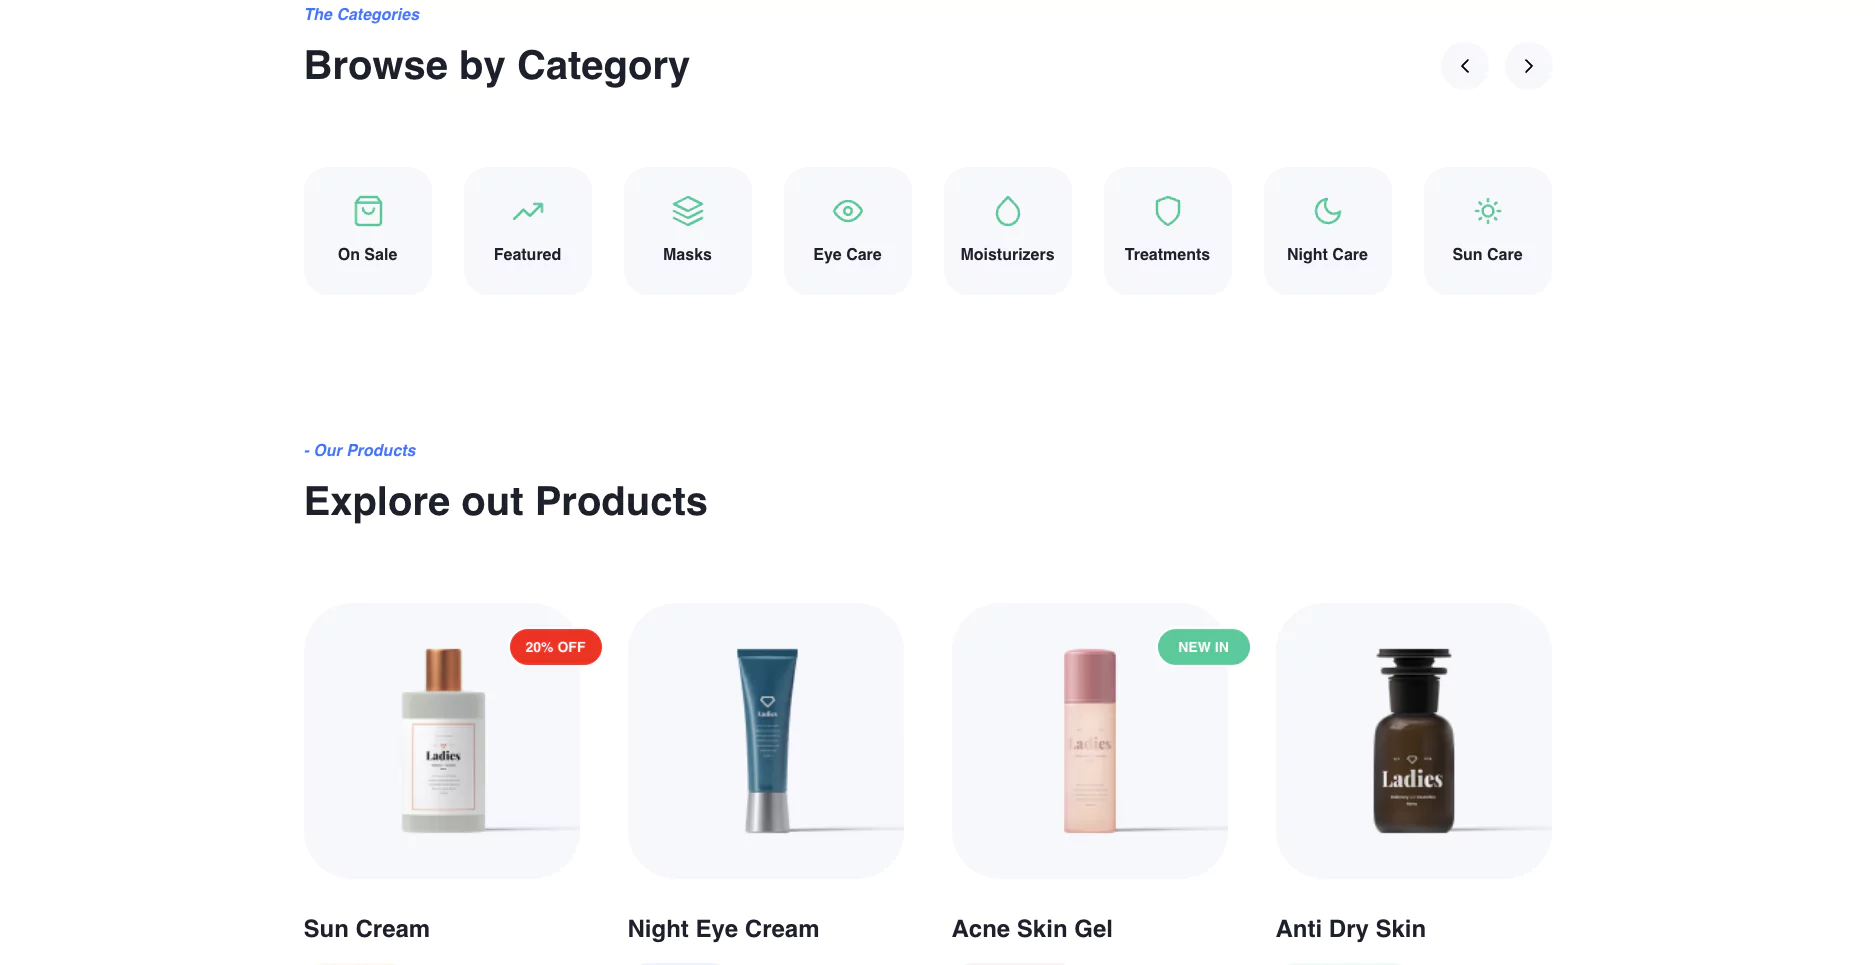 The Categories
Browse by Category
On Sale
Featured
Masks
Eye Care
Moisturizers
Treatments
Night Care
Sun Care
- Our Products
Explore out Products
20% OFF
NEW IN
Ladies
Ladies
Ladies
Ladies
Sun Cream
Night Eye Cream
Acne Skin Gel
Anti Dry Skin